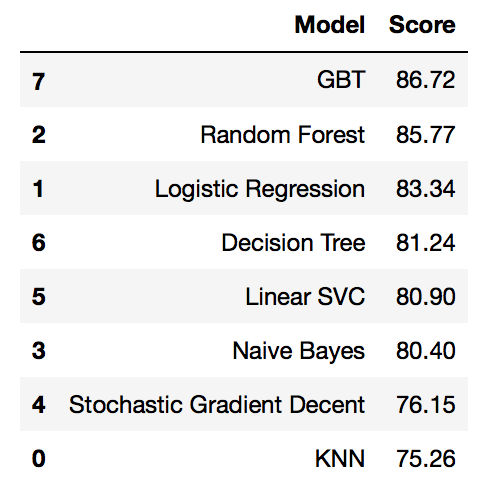 Model Score
7 GBT 86.72
2 Random Forest 85.77
1 Logistic Regression 83.34
6 Decision Tree 81.24
5 Linear SVC 80.90
3 Naive Bayes 80.40
4 Stochastic Gradient Decent 76.15
0 KNN 75.26